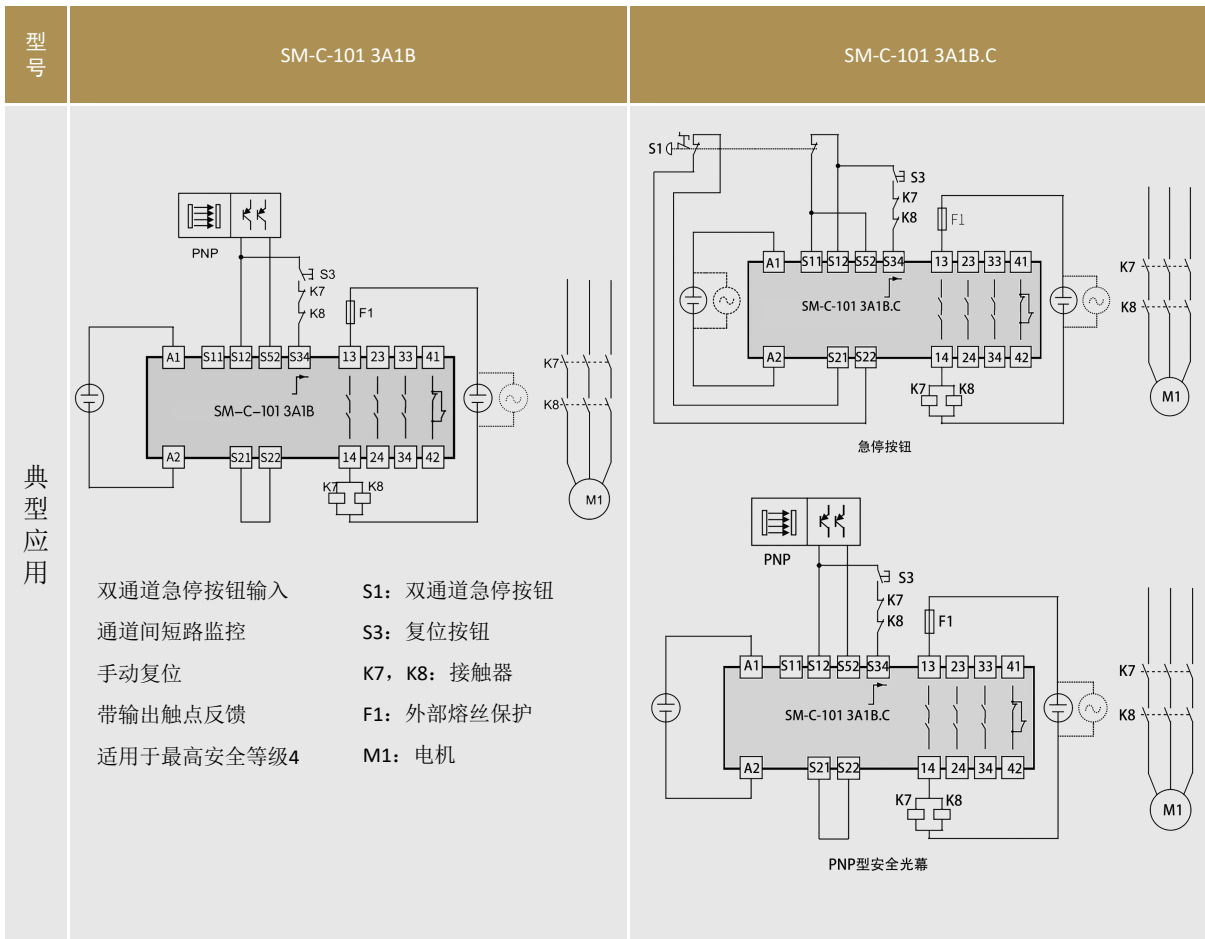 型号
SM-C-101 3A1B
SM-C-101 3A1B.C
典型应用
PNP
S3
K7
K8
F1
A1 S11 S12 S52 S34 13 23 33 41
SM-C-101 3A1B
A2 S21 S22 14 24 34 42
K7 K8
K7
K8
M1
双通道急停按钮输入
通道间短路监控
手动复位
带输出触点反馈
适用于最高安全等级4
S1：双通道急停按钮
S3：复位按钮
K7，K8：接触器
F1：外部熔丝保护
M1：电机
S1
S3
K7
K8
F1
A1 S11 S12 S52 S34 13 23 33 41
SM-C-101 3A1B.C
A2 S21 S22 14 24 34 42
K7 K8
K7
K8
M1
急停按钮
PNP
S3
K7
K8
F1
A1 S11 S12 S52 S34 13 23 33 41
SM-C-101 3A1B.C
A2 S21 S22 14 24 34 42
K7 K8
K7
K8
M1
PNP型安全光幕